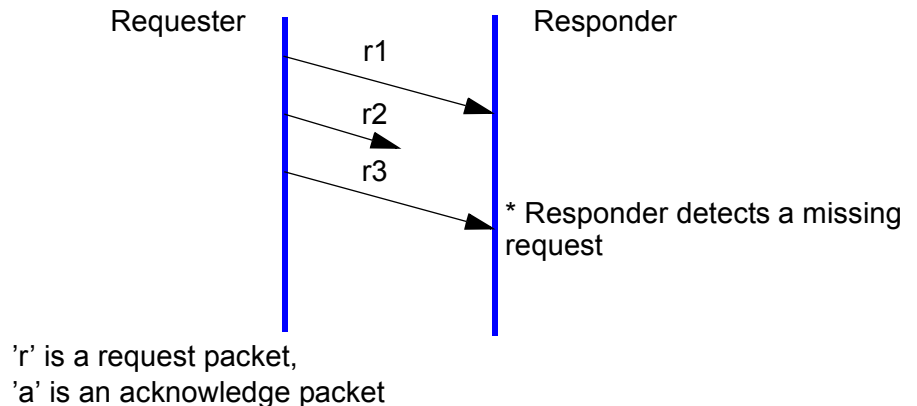 Requester
Responder
r1
r2
r3
* Responder detects a missing
request
’r’ is a request packet,
’a’ is an acknowledge packet